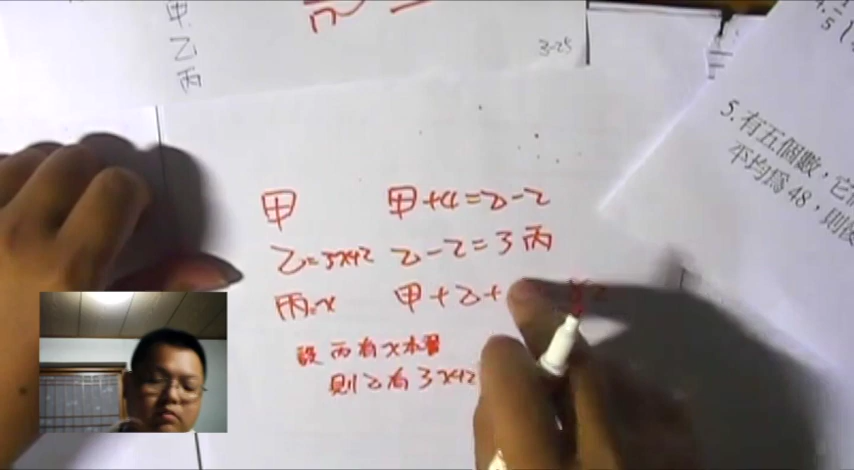 甲.
乙
丙
3-25
5. 有五個數，它
平均為 48，則
甲 甲+4=乙-2
乙=3x+2 乙-2=3丙
丙=x 甲+乙+
設丙有x本
則乙有3x+2